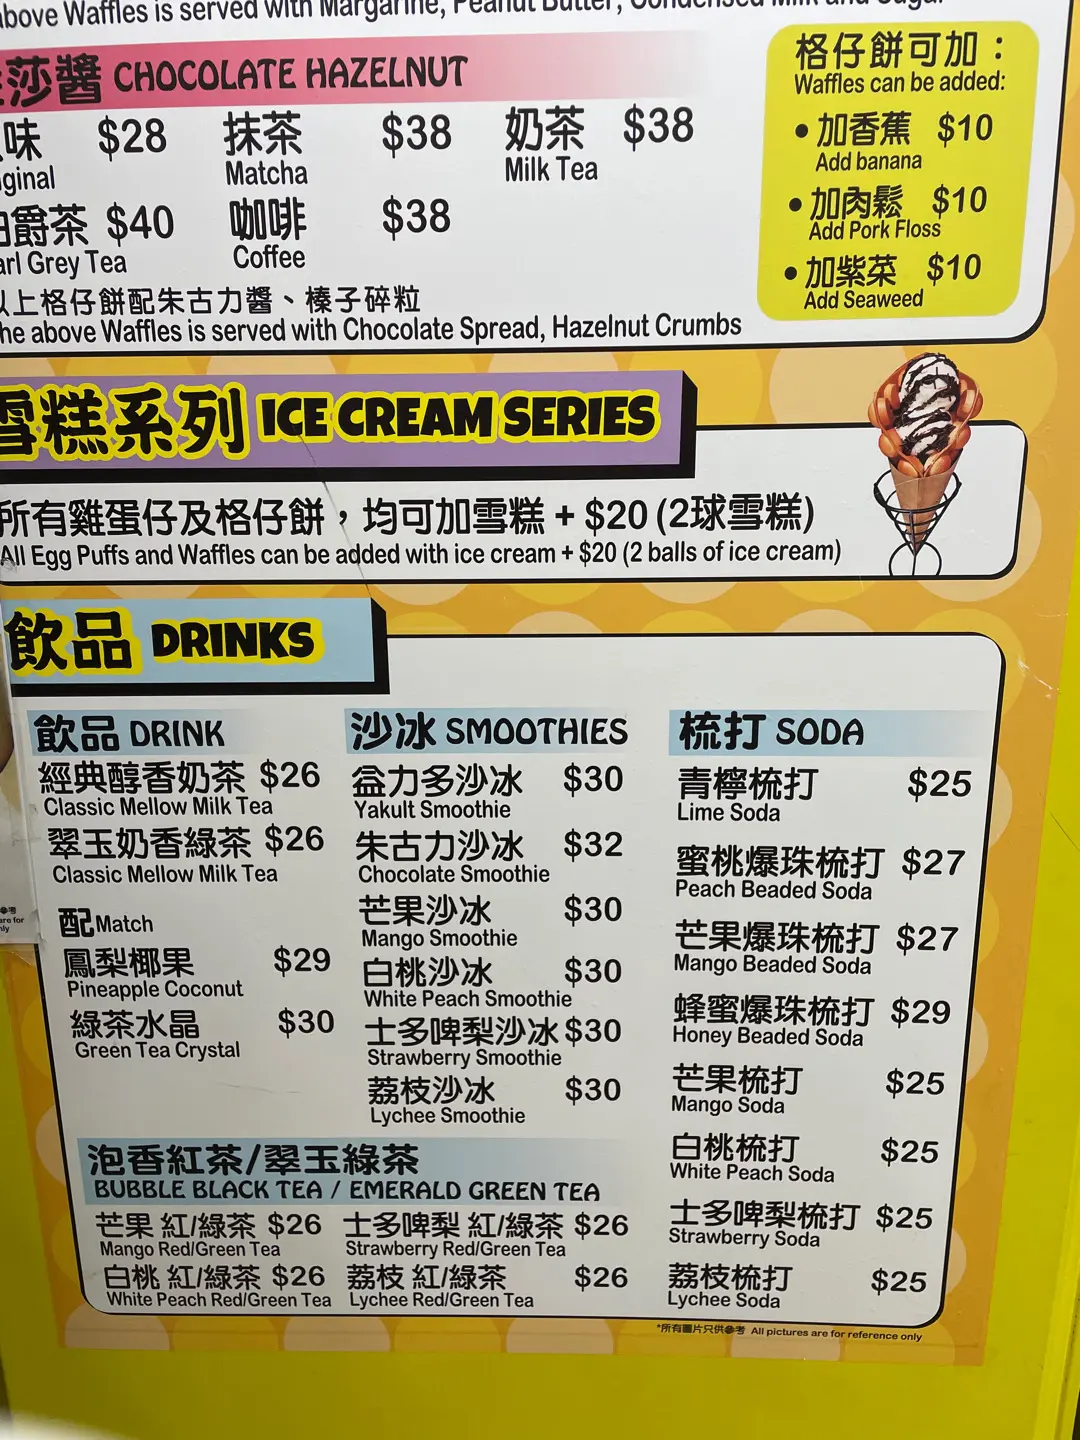 above Waffles is served with Margarine, Peanut Butter, Condensed Milk and Sugar
莎醬 CHOCOLATE HAZELNUT
味 $28 抹茶 $38 奶茶 $38
ginal Matcha Milk Tea
爵茶 $40 咖啡 $38
arl Grey Tea Coffee
以上格仔餅配朱古力醬、榛子碎粒
he above Waffles is served with Chocolate Spread, Hazelnut Crumbs
格仔餅可加：
Waffles can be added:
• 加香蕉 $10
Add banana
• 加肉鬆 $10
Add Pork Floss
• 加紫菜 $10
Add Seaweed
雪糕系列 ICE CREAM SERIES
所有雞蛋仔及格仔餅，均可加雪糕 + $20 (2球雪糕)
All Egg Puffs and Waffles can be added with ice cream + $20 (2 balls of ice cream)
飲品 DRINKS
飲品 DRINK
經典醇香奶茶 $26
Classic Mellow Milk Tea
翠玉奶香綠茶 $26
Classic Mellow Milk Tea
配 Match
鳳梨椰果 $29
Pineapple Coconut
綠茶水晶 $30
Green Tea Crystal
沙冰 SMOOTHIES
益力多沙冰 $30
Yakult Smoothie
朱古力沙冰 $32
Chocolate Smoothie
芒果沙冰 $30
Mango Smoothie
白桃沙冰 $30
White Peach Smoothie
士多啤梨沙冰 $30
Strawberry Smoothie
荔枝沙冰 $30
Lychee Smoothie
梳打 SODA
青檸梳打 $25
Lime Soda
蜜桃爆珠梳打 $27
Peach Beaded Soda
芒果爆珠梳打 $27
Mango Beaded Soda
蜂蜜爆珠梳打 $29
Honey Beaded Soda
芒果梳打 $25
Mango Soda
白桃梳打 $25
White Peach Soda
士多啤梨梳打 $25
Strawberry Soda
荔枝梳打 $25
Lychee Soda
泡香紅茶/翠玉綠茶
BUBBLE BLACK TEA / EMERALD GREEN TEA
芒果 紅/綠茶 $26 士多啤梨 紅/綠茶 $26
Mango Red/Green Tea Strawberry Red/Green Tea
白桃 紅/綠茶 $26 荔枝 紅/綠茶 $26
White Peach Red/Green Tea Lychee Red/Green Tea
*所有圖片只供參考 All pictures are for reference only
參考
are for
nly